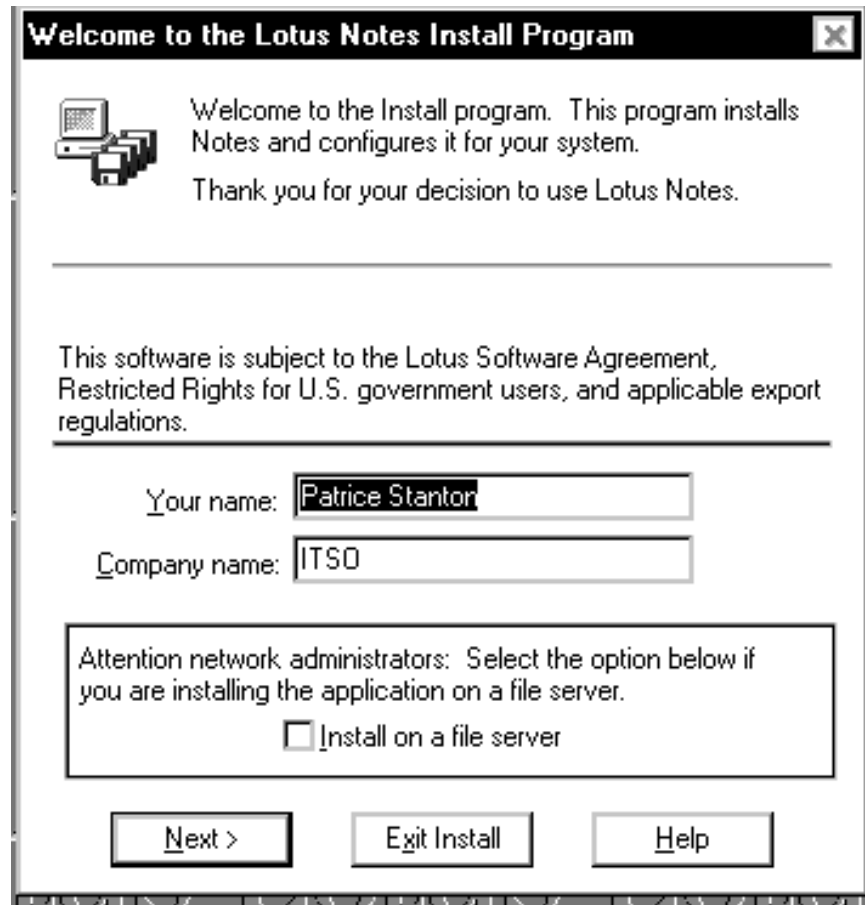 Welcome to the Lotus Notes Install Program
Welcome to the Install program. This program installs
Notes and configures it for your system.
Thank you for your decision to use Lotus Notes.
This software is subject to the Lotus Software Agreement,
Restricted Rights for U.S. government users, and applicable export
regulations.
Your name: Patrice Stanton
Company name: ITSO
Attention network administrators: Select the option below if
you are installing the application on a file server.
Install on a file server
Next > Exit Install Help